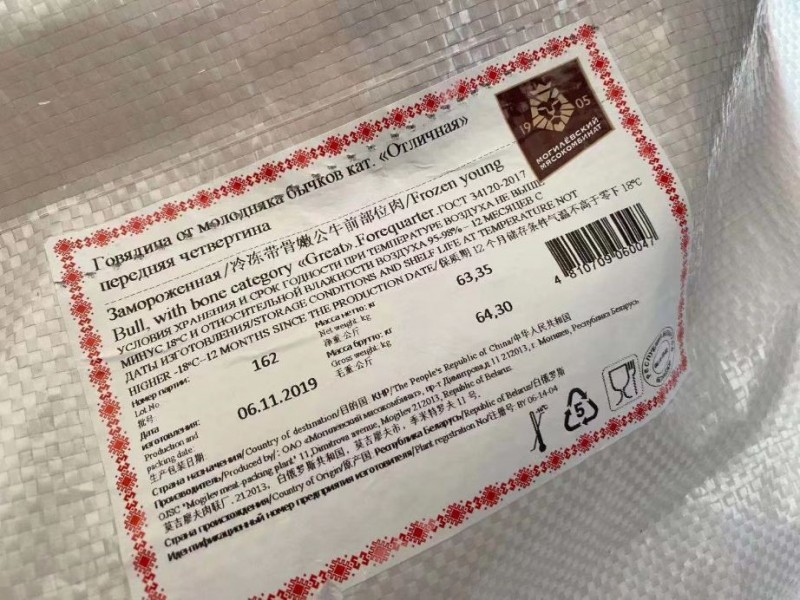 Говядина от молодняка бычков кат. «Отличная»
передняя четвертина
Замороженная/冷冻带骨嫩公牛前部位肉/Frozen young
Bull, with bone category «Great».Forequarter.ГОСТ 34120-2017
УСЛОВИЯ ХРАНЕНИЯ И СРОК ГОДНОСТИ ПРИ ТЕМПЕРАТУРЕ ВОЗДУХА НЕ ВЫШЕ
МИНУС 18°С И ОТНОСИТЕЛЬНОЙ ВЛАЖНОСТИ ВОЗДУХА 95-98% – 12 МЕСЯЦЕВ С
ДАТЫ ИЗГОТОВЛЕНИЯ/STORAGE CONDITIONS AND SHELF LIFE AT TEMPERATURE NOT
HIGHER -18°C–12 MONTHS SINCE THE PRODUCTION DATE/保质期 12 个月储存条件气温不高于零下 18°C
1905
МОГИЛЕВСКИЙ
МЯСОКОМБИНАТ
4 810709 060047
Номер партии:
Lot No
批号
162
Масса нетто: кг
Net weight: kg
净重 公斤
63,35
Дата
изготовления:
Production and
packing date
生产包装日期
06.11.2019
Масса брутто: кг
Gross weight: kg
毛重 公斤
64,30
Страна назначения/Country of destination/目的国 КНР/The People's Republic of China/中华人民共和国
Производитель/Produced by/: ОАО «Могилевский мясокомбинат», пр-т Димитрова,д 11 212013, г. Могилев, Республика Беларусь
OJSC "Mogilev meat-packing plant" 11,Dimitrova avenue, Mogilev 212013, Republic of Belarus.
莫吉廖夫肉联厂, 212013, 白俄罗斯共和国, 莫吉廖夫市, 季米特罗夫 11 号.
Страна происхождения/Country of Origin/原产国 Республика Беларусь/Republic of Belarus/白俄罗斯
Идентификационный номер предприятия изготовителя/Plant registration No/注册号 BY 06-14-04
5